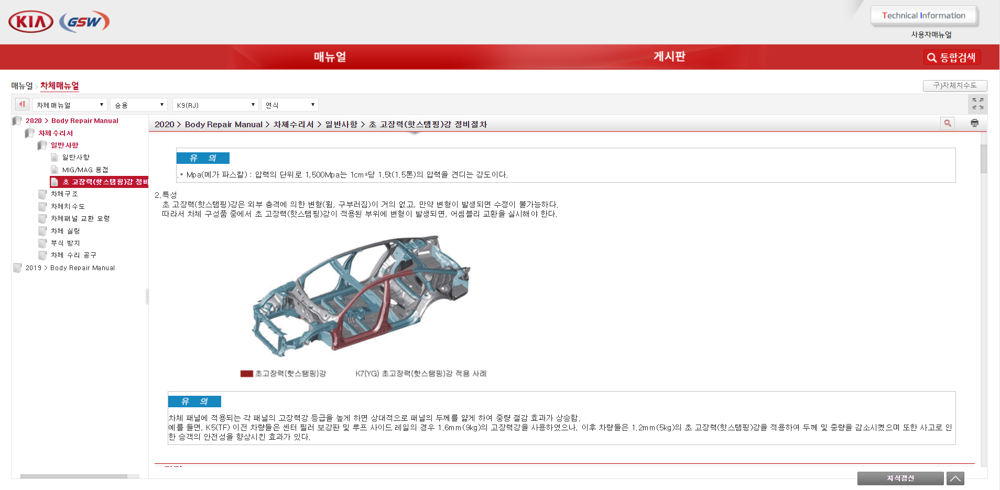 KIA GSW
Technical Information
사용자매뉴얼
매뉴얼
게시판
통합검색
매뉴얼 > 차체매뉴얼
구)차체치수도
차체매뉴얼
승용
K9(RJ)
연식
2020 > Body Repair Manual
차체수리서
일반사항
일반사항
MIG/MAG 용접
초 고장력(핫스탬핑)강 정비
차체구조
차체치수도
차체패널 교환 요령
차체 실링
부식 방지
차체 수리 공구
2019 > Body Repair Manual
2020 > Body Repair Manual > 차체수리서 > 일반사항 > 초 고장력(핫스탬핑)강 정비절차
유 의
.* Mpa(메가 파스칼) : 압력의 단위로 1,500Mpa는 1cm²당 1.5t(1.5톤)의 압력을 견디는 강도이다.
2.특성
초 고장력(핫스탬핑)강은 외부 충격에 의한 변형(휨, 구부러짐)이 거의 없고, 만약 변형이 발생되면 수정이 불가능하다.
따라서 차체 구성품 중에서 초 고장력(핫스탬핑)강이 적용된 부위에 변형이 발생되면, 어셈블리 교환을 실시해야 한다.
초고장력(핫스탬핑)강
K7(YG) 초고장력(핫스탬핑)강 적용 사례
유 의
차체 패널에 적용되는 각 패널의 고장력강 등급을 높게 하면 상대적으로 패널의 두께를 얇게 하여 중량 절감 효과가 상승함.
예를 들면, K5(TF) 이전 차량들은 센터 필러 보강판 및 루프 사이드 레일의 경우 1.6mm(9kg)의 고장력강을 사용하였으나, 이후 차량들은 1.2mm(5kg)의 초 고장력(핫스탬핑)강을 적용하여 두께 및 중량을 감소시켰으며 또한 사고로 인
한 승객의 안전성을 향상시킨 효과가 있다.
지식갱신